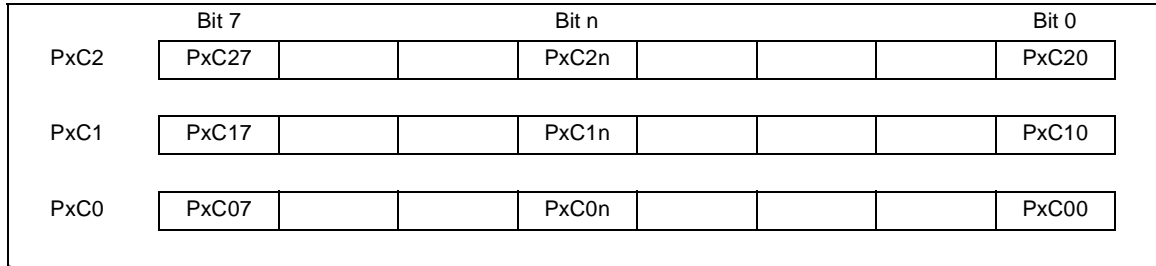 Bit 7 Bit n Bit 0
PxC2 PxC27 PxC2n PxC20
PxC1 PxC17 PxC1n PxC10
PxC0 PxC07 PxC0n PxC00